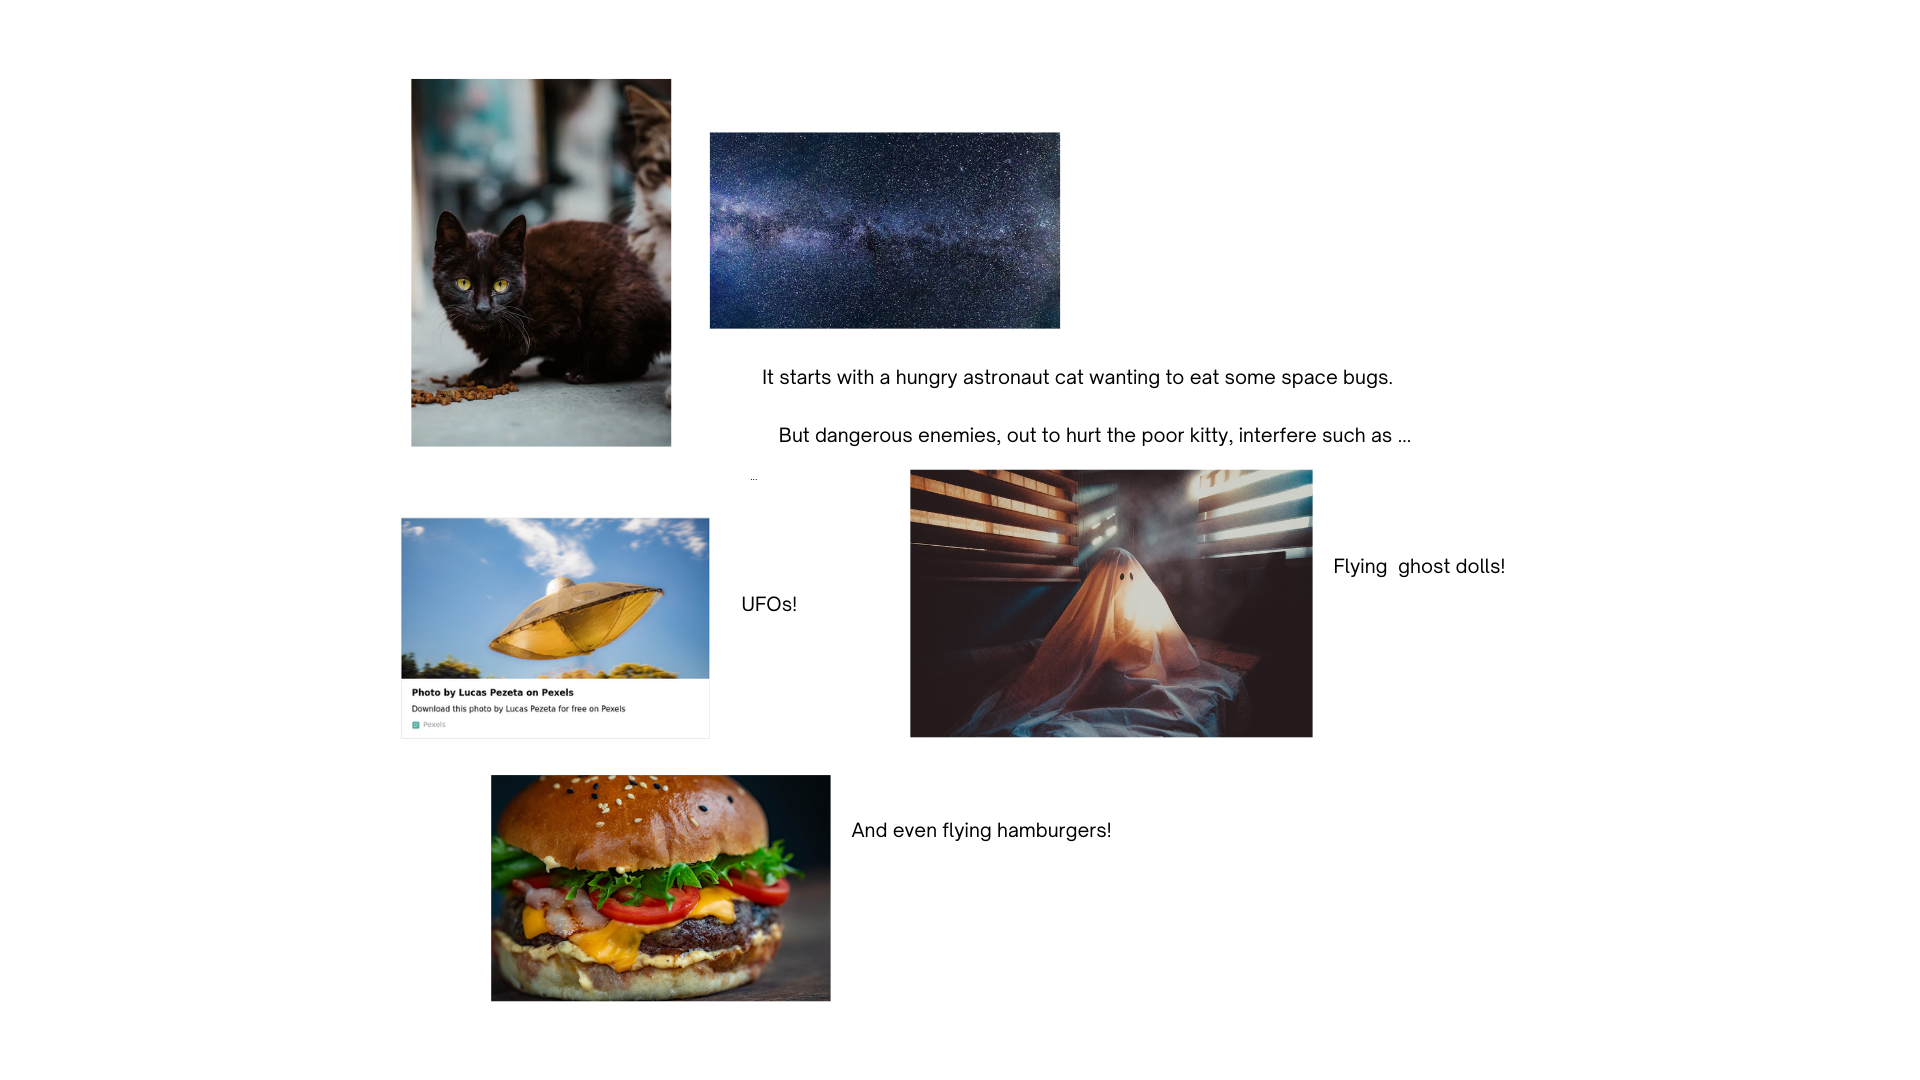 It starts with a hungry astronaut cat wanting to eat some space bugs.
But dangerous enemies, out to hurt the poor kitty, interfere such as ...
...
UFOs!
Flying  ghost dolls!
Photo by Lucas Pezeta on Pexels
Download this photo by Lucas Pezeta for free on Pexels
Pexels
And even flying hamburgers!